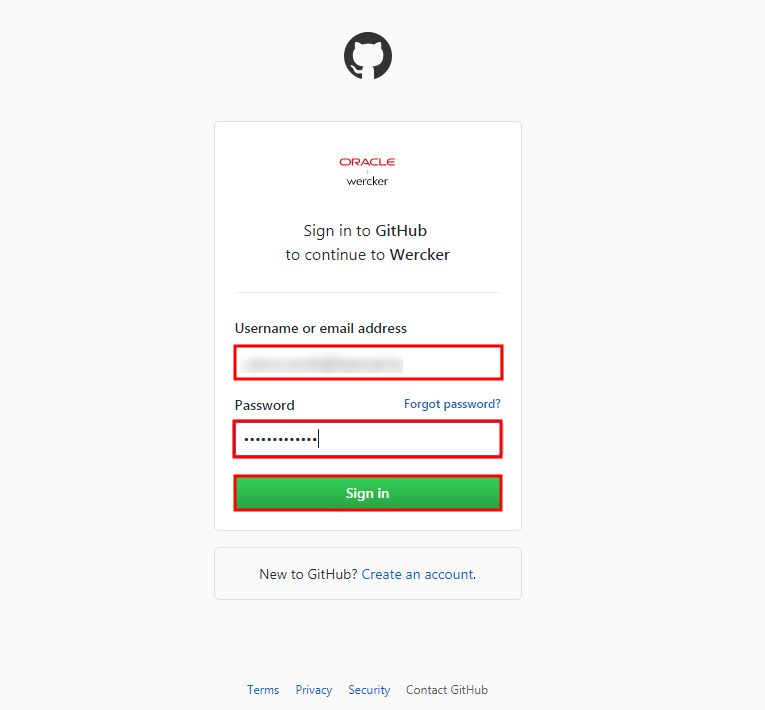 ORACLE
+
wercker
Sign in to GitHub
to continue to Wercker
Username or email address
Password Forgot password?
•••••••••••••
Sign in
New to GitHub? Create an account.
Terms Privacy Security Contact GitHub